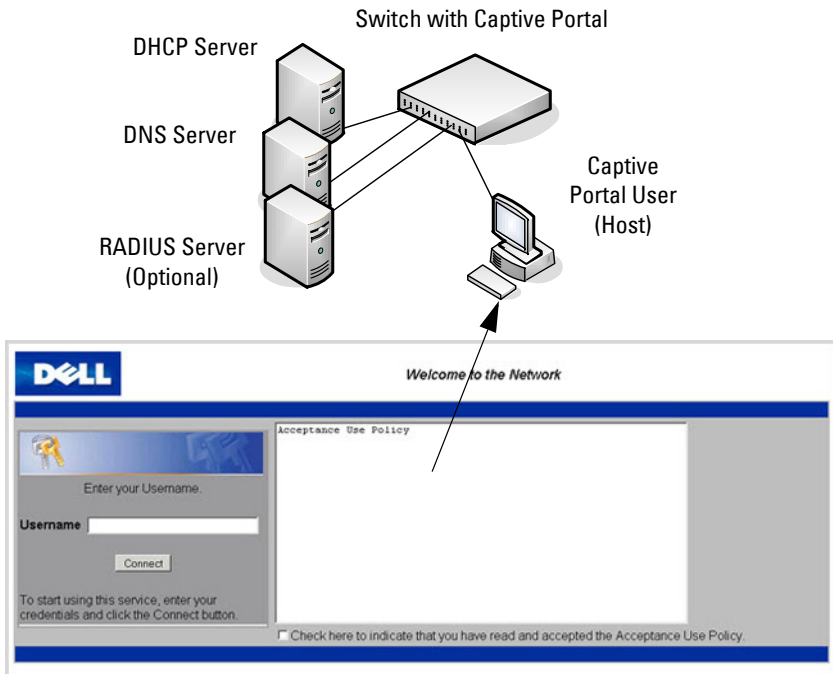 Switch with Captive Portal
DHCP Server
DNS Server
Captive
Portal User
(Host)
RADIUS Server
(Optional)
DELL
Welcome to the Network
Acceptance Use Policy
Enter your Username.
Username
Connect
To start using this service, enter your
credentials and click the Connect button.
Check here to indicate that you have read and accepted the Acceptance Use Policy.